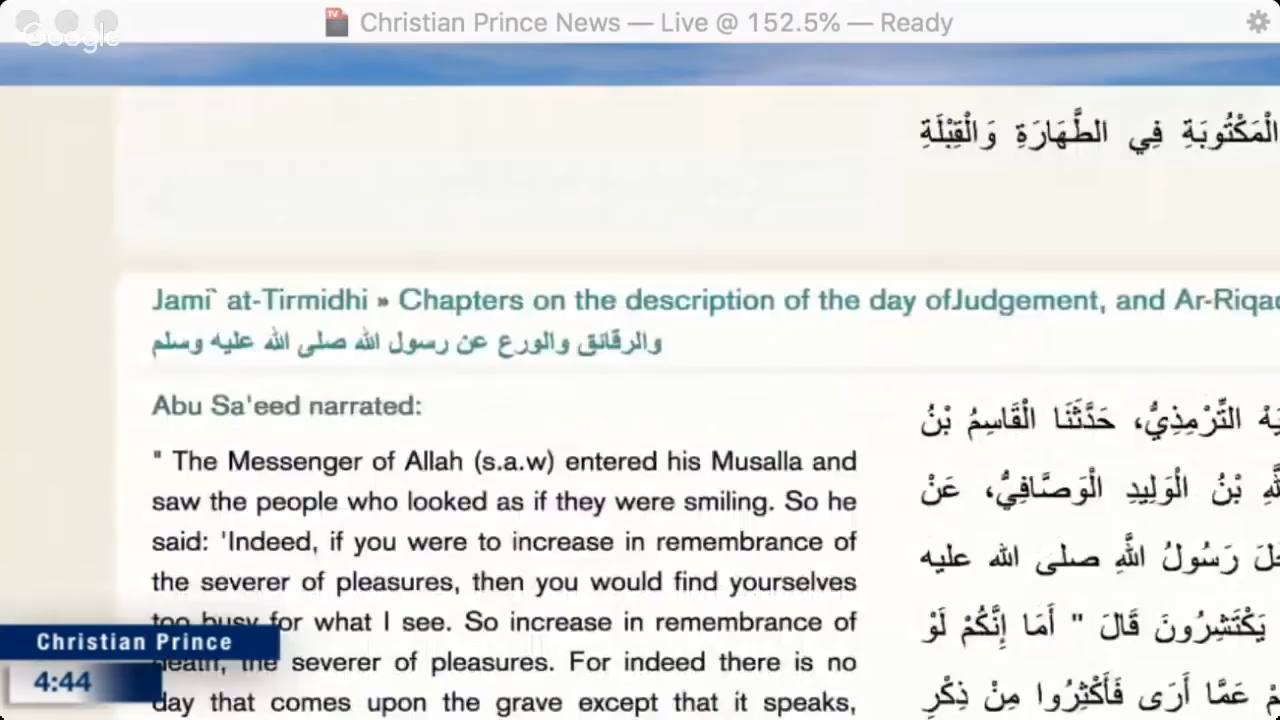 Google
Christian Prince News — Live @ 152.5% — Ready
الْمَكْتُوبَةِ فِي الطَّهَارَةِ وَالْقِبْلَةِ
Jami` at-Tirmidhi » Chapters on the description of the day ofJudgement, and Ar-Riqa
والرقائق والورع عن رسول الله صلى الله عليه وسلم
Abu Sa'eed narrated:
" The Messenger of Allah (s.a.w) entered his Musalla and
saw the people who looked as if they were smiling. So he
said: 'Indeed, if you were to increase in remembrance of
the severer of pleasures, then you would find yourselves
too busy for what I see. So increase in remembrance of
death, the severer of pleasures. For indeed there is no
day that comes upon the grave except that it speaks,
التِّرْمِذِيُّ، حَدَّثَنَا الْقَاسِمُ بْنُ
بْنُ الْوَلِيدِ الْوَصَّافِيُّ، عَنْ
رَسُولُ اللَّهِ صلى الله عليه
يَكْتَشِرُونَ قَالَ " أَمَا إِنَّكُمْ لَوْ
عَمَّا أَرَى فَأَكْثِرُوا مِنْ ذِكْرِ
Christian Prince
4:44